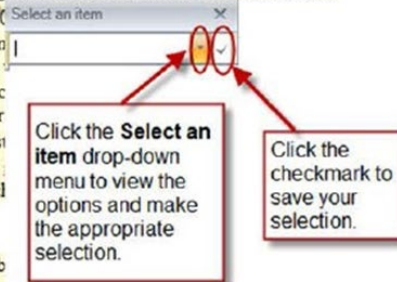 Select an item
Click the Select an
item drop-down
menu to view the
options and make
the appropriate
selection.
Click the
checkmark to
save your
selection.